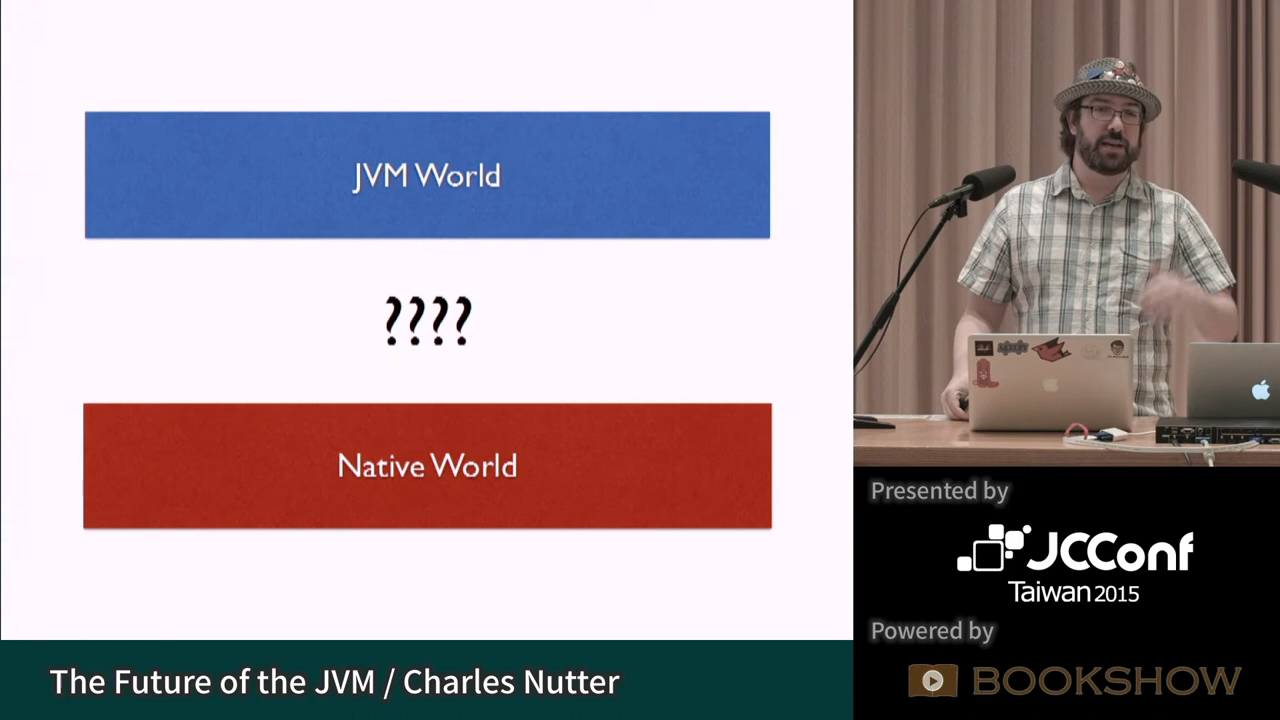 JVM World
????
Native World
Presented by
JCConf
Taiwan 2015
Powered by
BOOKSHOW
The Future of the JVM / Charles Nutter